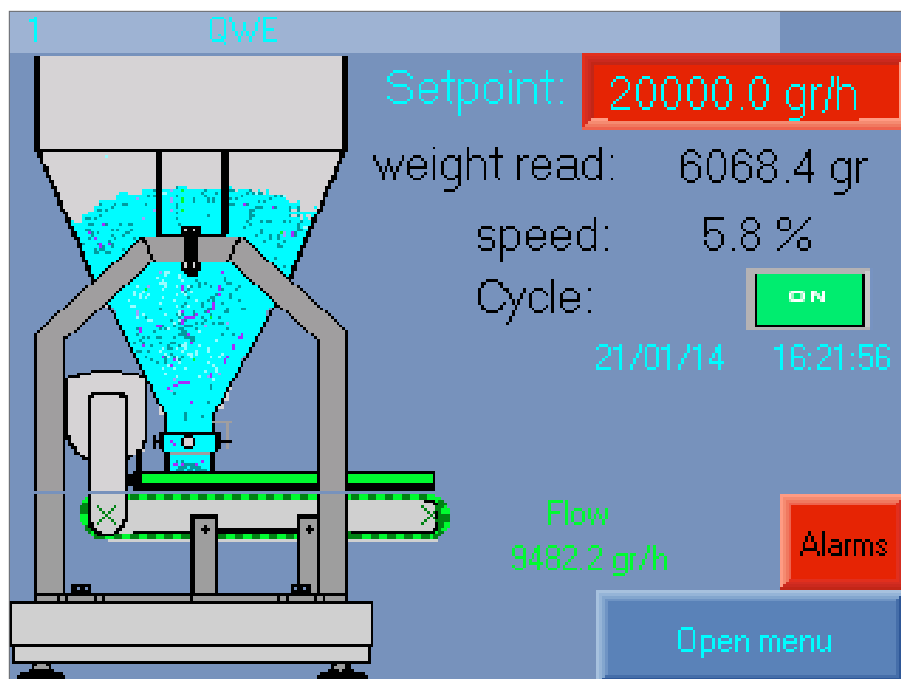 1 QWE
Setpoint: 20000.0 gr/h
weight read: 6068.4 gr
speed: 5.8 %
Cycle: ON
21/01/14 16:21:56
Flow
9482.2 gr/h
Alarms
Open menu